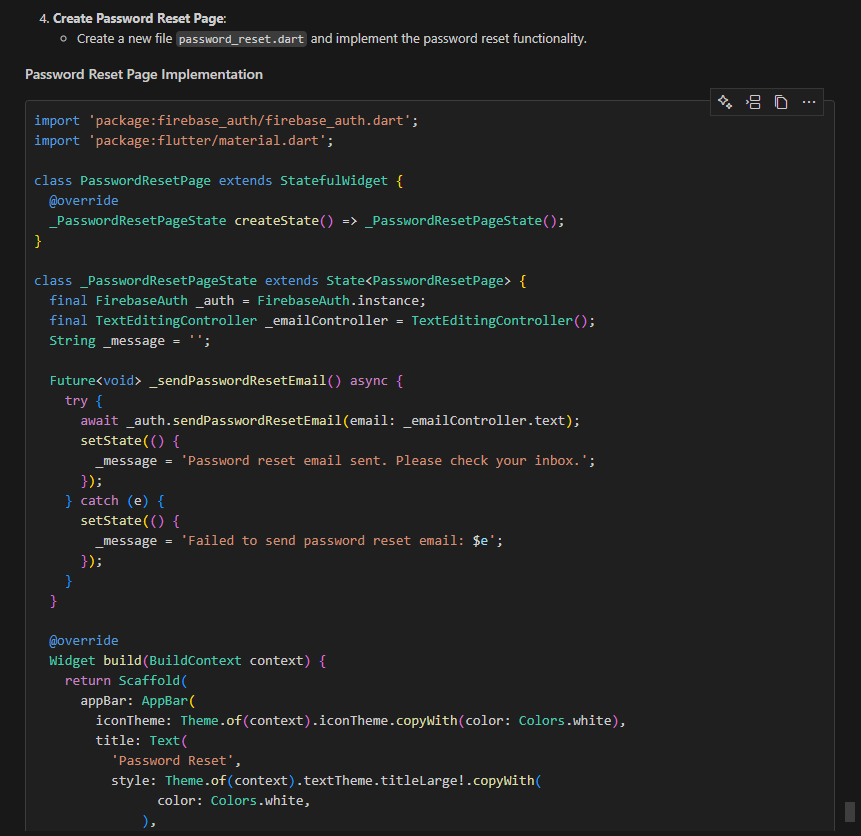 4. Create Password Reset Page:
Create a new file password_reset.dart and implement the password reset functionality.
Password Reset Page Implementation
import 'package:firebase_auth/firebase_auth.dart';
import 'package:flutter/material.dart';

class PasswordResetPage extends StatefulWidget {
  @override
  _PasswordResetPageState createState() => _PasswordResetPageState();
}

class _PasswordResetPageState extends State<PasswordResetPage> {
  final FirebaseAuth _auth = FirebaseAuth.instance;
  final TextEditingController _emailController = TextEditingController();
  String _message = '';

  Future<void> _sendPasswordResetEmail() async {
    try {
      await _auth.sendPasswordResetEmail(email: _emailController.text);
      setState(() {
        _message = 'Password reset email sent. Please check your inbox.';
      });
    } catch (e) {
      setState(() {
        _message = 'Failed to send password reset email: $e';
      });
    }
  }

  @override
  Widget build(BuildContext context) {
    return Scaffold(
      appBar: AppBar(
        iconTheme: Theme.of(context).iconTheme.copyWith(color: Colors.white),
        title: Text(
          'Password Reset',
          style: Theme.of(context).textTheme.titleLarge!.copyWith(
                color: Colors.white,
              ),